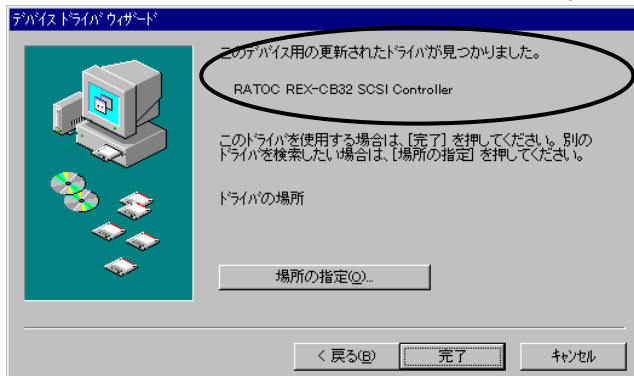 デバイス ドライバ ウィザード
このデバイス用の更新されたドライバが見つかりました。
RATOC REX-CB32 SCSI Controller
このドライバを使用する場合は、[完了] を押してください。別の
ドライバを検索したい場合は、[場所の指定] を押してください。
ドライバの場所
場所の指定(O)...
< 戻る(B)
完了
キャンセル